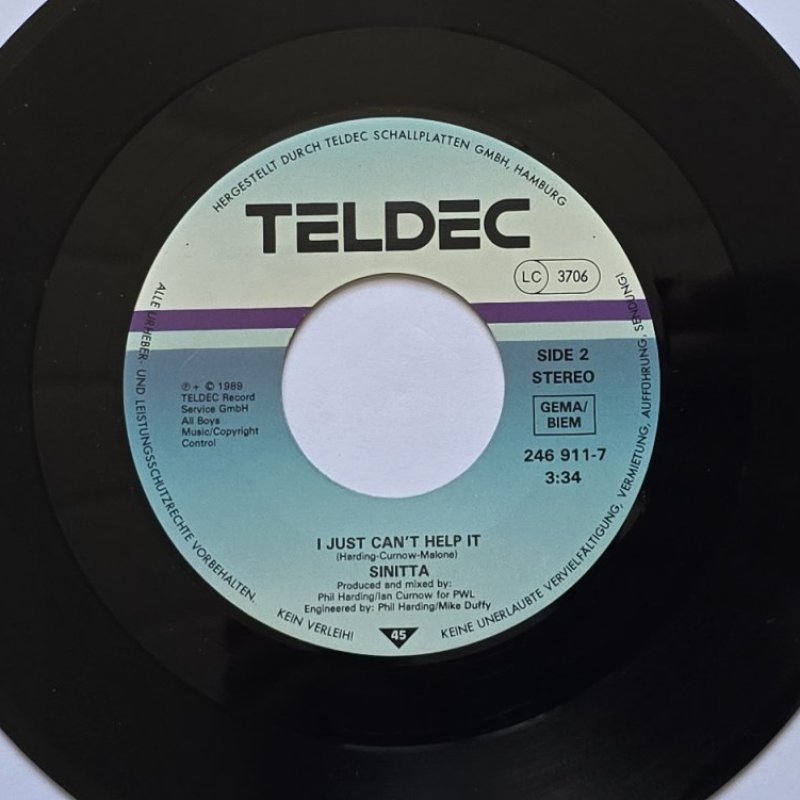 HERGESTELLT DURCH TELDEC SCHALLPLATTEN GMBH, HAMBURG
TELDEC
LC 3706
SIDE 2
STEREO
GEMA/
BIEM
246 911-7
3:34
℗ + © 1989
TELDEC Record
Service GmbH
All Boys
Music/Copyright
Control
I JUST CAN'T HELP IT
(Harding-Curnow-Malone)
SINITTA
Produced and mixed by:
Phil Harding/Ian Curnow for PWL
Engineered by: Phil Harding/Mike Duffy
45
ALLE URHEBER- UND LEISTUNGSSCHUTZRECHTE VORBEHALTEN.
KEIN VERLEIH!
KEINE UNERLAUBTE VERVIELFÄLTIGUNG, VERMIETUNG, AUFFÜHRUNG, SENDUNG!